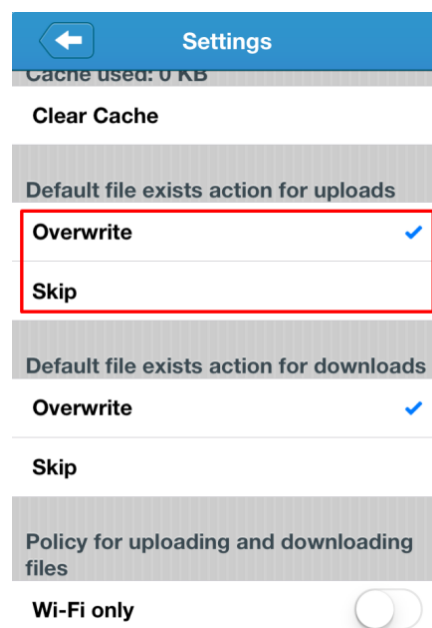 Settings
Cache used: 0 KB
Clear Cache
Default file exists action for uploads
Overwrite
Skip
Default file exists action for downloads
Overwrite
Skip
Policy for uploading and downloading
files
Wi-Fi only